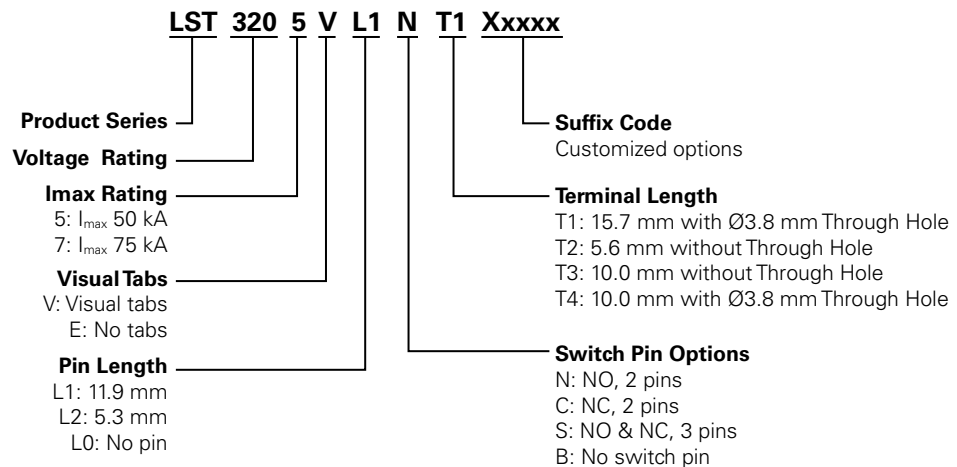 LST 320 5 V L1 N T1 Xxxxx
Product Series
Voltage Rating
Imax Rating
5: Imax 50 kA
7: Imax 75 kA
Visual Tabs
V: Visual tabs
E: No tabs
Pin Length
L1: 11.9 mm
L2: 5.3 mm
L0: No pin
Suffix Code
Customized options
Terminal Length
T1: 15.7 mm with Ø3.8 mm Through Hole
T2: 5.6 mm without Through Hole
T3: 10.0 mm without Through Hole
T4: 10.0 mm with Ø3.8 mm Through Hole
Switch Pin Options
N: NO, 2 pins
C: NC, 2 pins
S: NO & NC, 3 pins
B: No switch pin